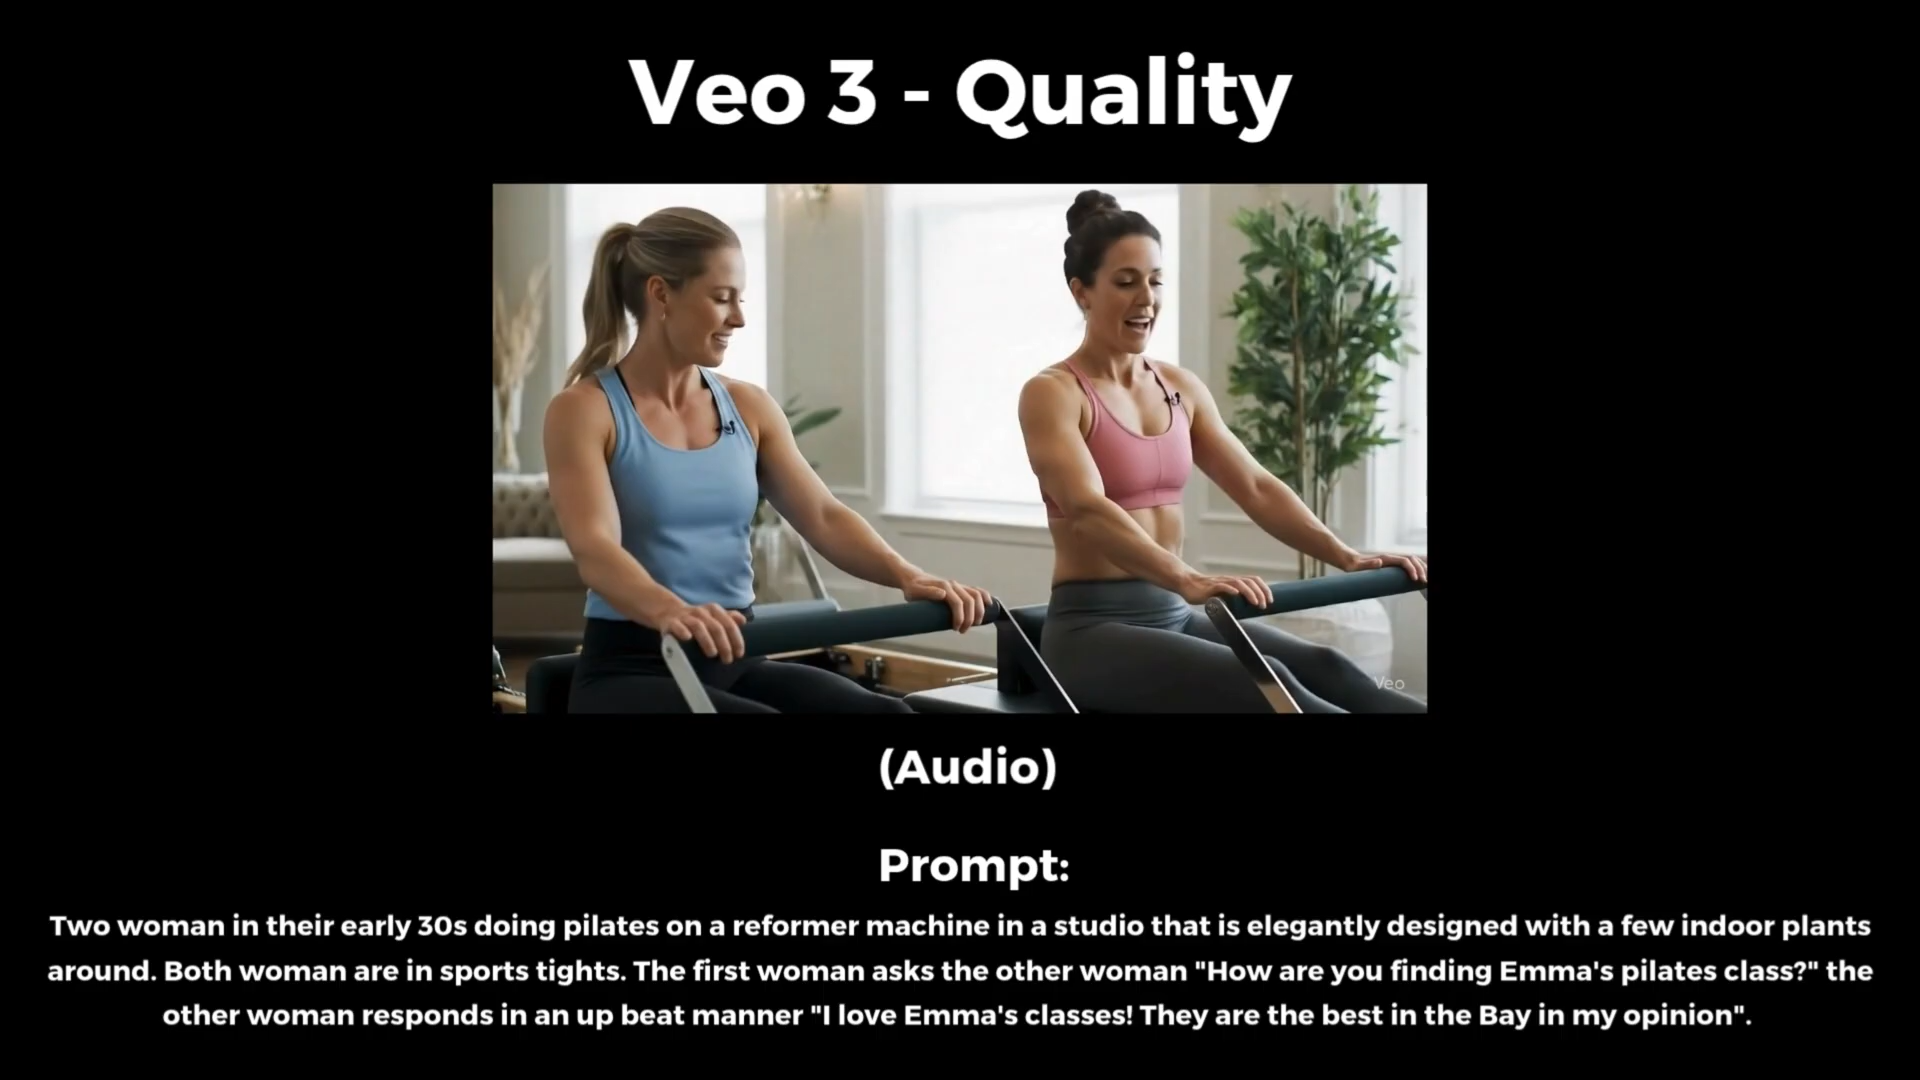 Veo 3 - Quality
Veo
(Audio)
Prompt:
Two woman in their early 30s doing pilates on a reformer machine in a studio that is elegantly designed with a few indoor plants
around. Both woman are in sports tights. The first woman asks the other woman "How are you finding Emma's pilates class?" the
other woman responds in an up beat manner "I love Emma's classes! They are the best in the Bay in my opinion".